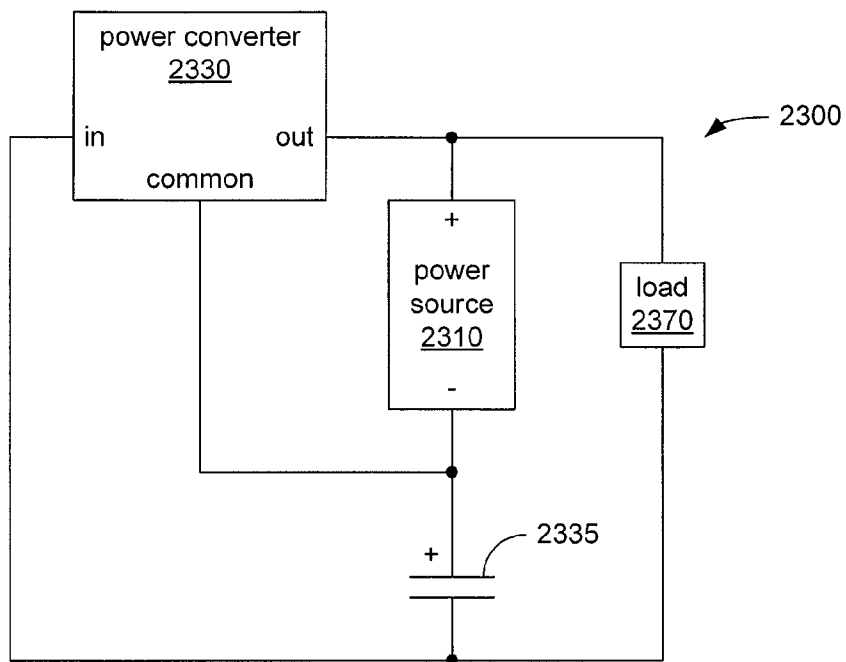 power converter
2330
in
out
common
2300
+
power
source
2310
-
load
2370
+
2335